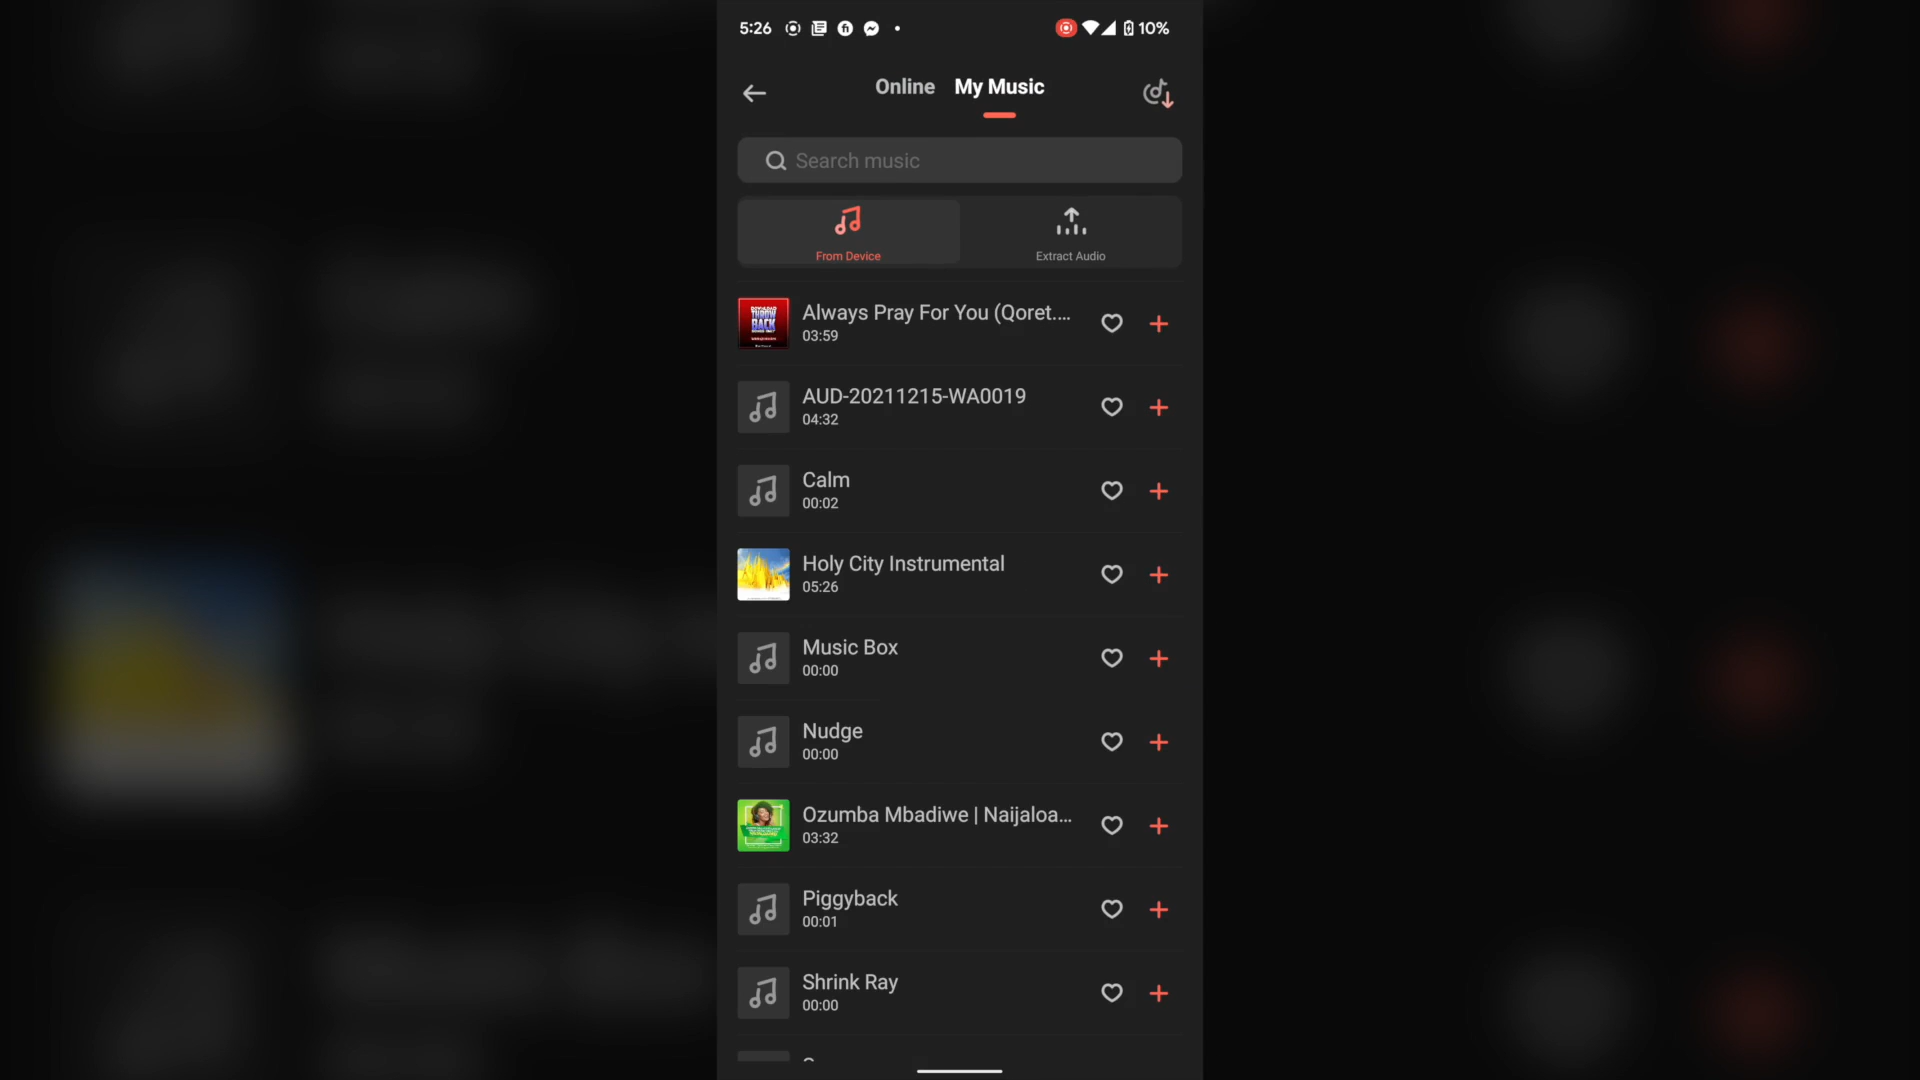 5:26
10%
Online My Music
Search music
From Device
Extract Audio
Always Pray For You (Qoret....
03:59
THROW
BACK
AUD-20211215-WA0019
04:32
Calm
00:02
Holy City Instrumental
05:26
Music Box
00:00
Nudge
00:00
Ozumba Mbadiwe | Naijaloa...
03:32
Piggyback
00:01
Shrink Ray
00:00